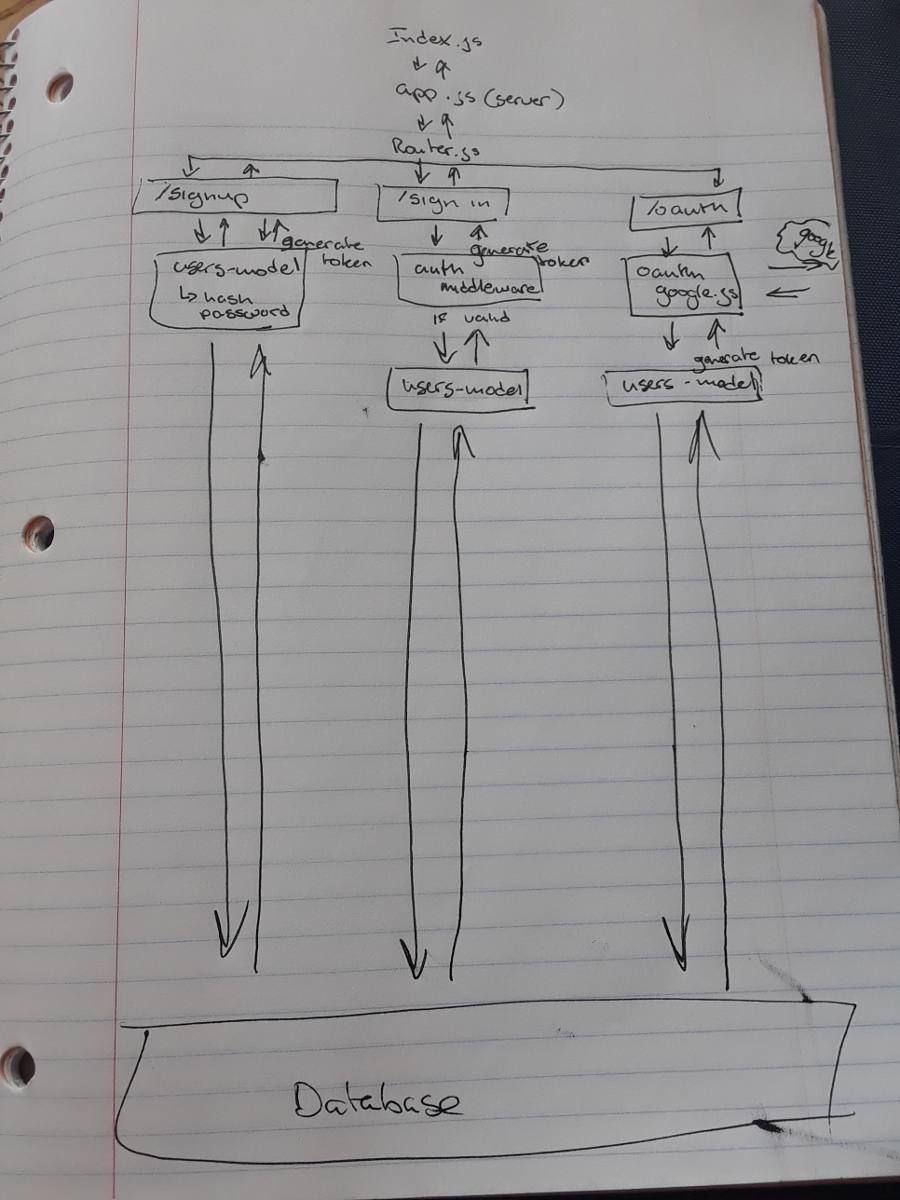 Index.js
app.js (server)
Router.js
/signup
/sign in
/oauth
generate token
users-model
↳ hash password
generate token
auth middleware
if valid
users-model
google
oauth google.js
generate token
users-model
Database